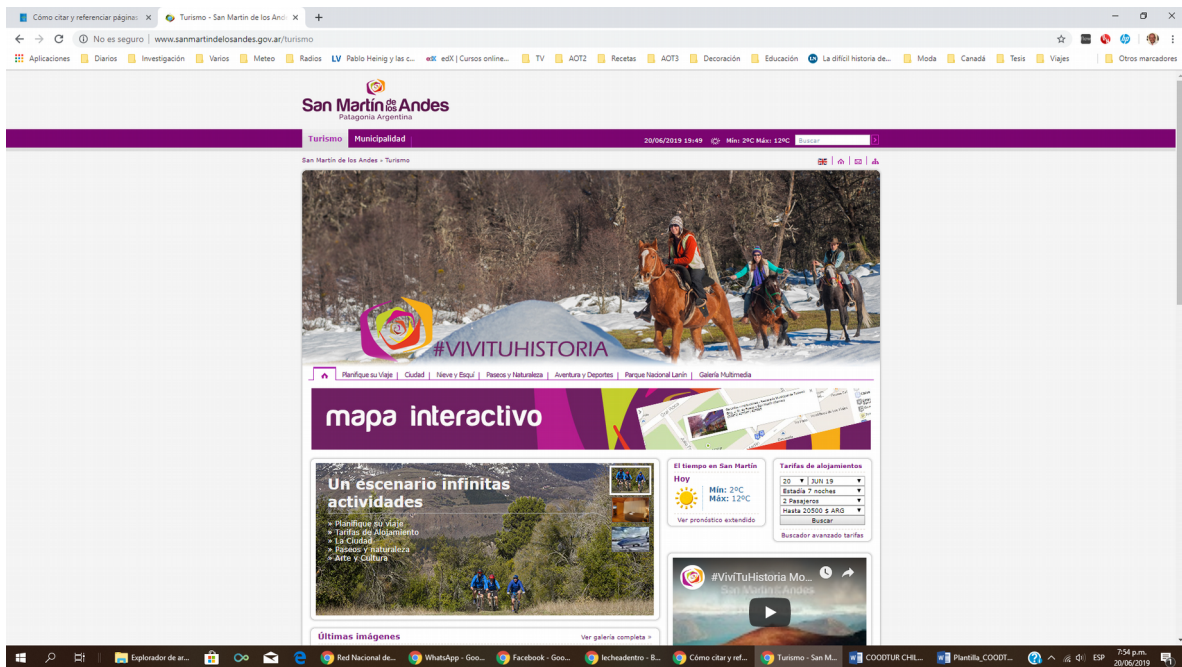 Cómo citar y referenciar páginas
Turismo - San Martín de los And
No es seguro | www.sanmartindelosandes.gov.ar/turismo
Aplicaciones Diarios Investigación Varios Meteo Radios LV Pablo Heinig y las c... edX edX | Cursos online... TV AOT2 Recetas AOT3 Decoración Educación LN La difícil historia de... Moda Canadá Tesis Viajes Otros marcadores
San Martín de los Andes
Patagonia Argentina
Turismo Municipalidad 20/06/2019 19:49 Mín: 2ºC Máx: 12ºC Buscar
San Martín de los Andes » Turismo
#VIVITUHISTORIA
Planifique su Viaje | Ciudad | Nieve y Esquí | Paseos y Naturaleza | Aventura y Deportes | Parque Nacional Lanín | Galería Multimedia
mapa interactivo
Un escenario infinitas
actividades
» Planifique su viaje
» Tarifas de Alojamiento
» La Ciudad
» Paseos y naturaleza
» Arte y Cultura
El tiempo en San Martín
Hoy
Mín: 2ºC
Máx: 12ºC
Ver pronóstico extendido
Tarifas de alojamientos
20 JUN 19
Estadía 7 noches
2 Pasajeros
Hasta 20500 $ ARG
Buscar
Buscador avanzado tarifas
#ViviTuHistoria Mo...
San Martín de los Andes
Últimas imágenes Ver galería completa »
Explorador de ar... Red Nacional de... WhatsApp - Goo... Facebook - Goo... lecheadentro - B... Cómo citar y ref... Turismo - San M... COODTUR CHIL... Plantilla_COODT... ESP 7:54 p.m.
20/06/2019